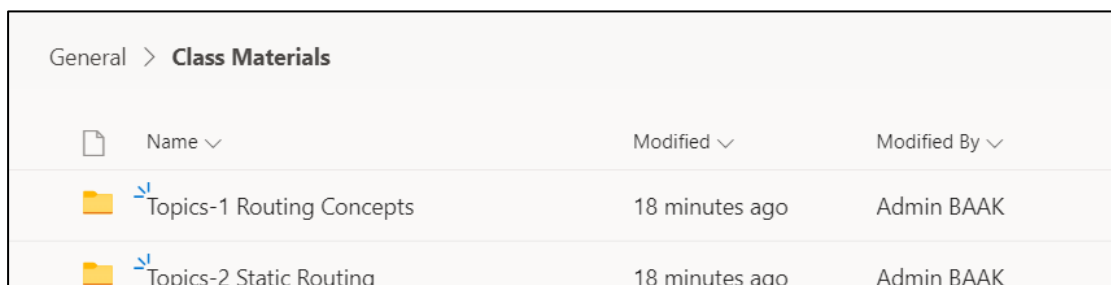 General > Class Materials
Name Modified Modified By
Topics-1 Routing Concepts 18 minutes ago Admin BAAK
Topics-2 Static Routing 18 minutes ago Admin BAAK